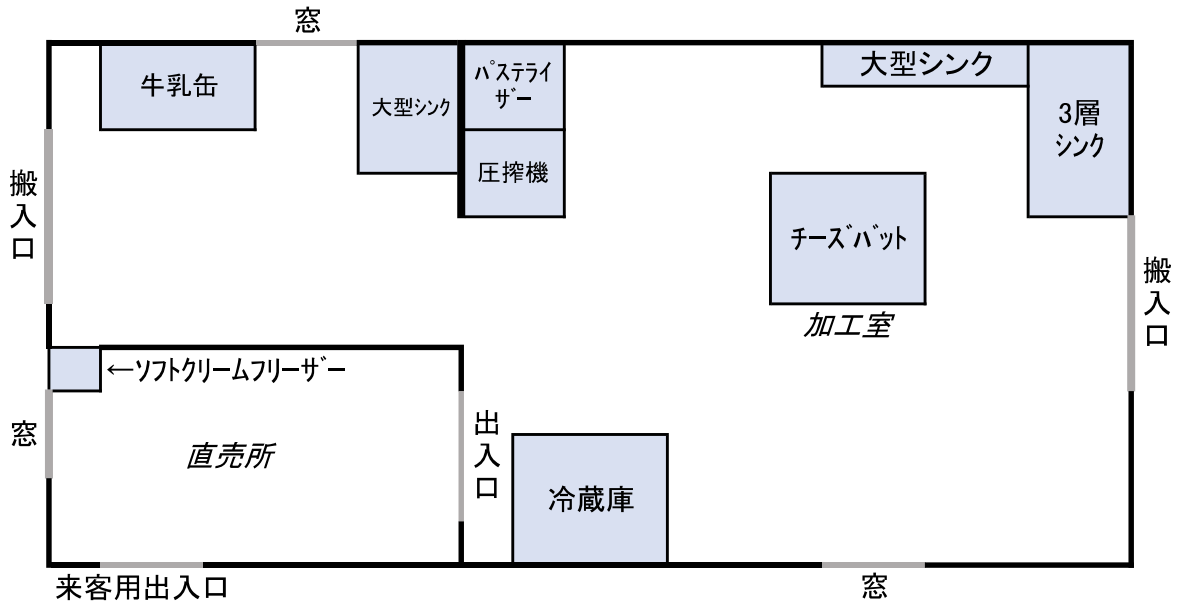 窓
牛乳缶
大型ｼﾝｸ
ﾊﾟｽﾃﾗｲ
ｻﾞｰ
大型シンク
3層
ｼﾝｸ
圧搾機
搬入口
ﾁｰｽﾞﾊﾞｯﾄ
搬入口
加工室
←ｿﾌﾄｸﾘｰﾑﾌﾘｰｻﾞｰ
窓
直売所
出入口
冷蔵庫
来客用出入口
窓